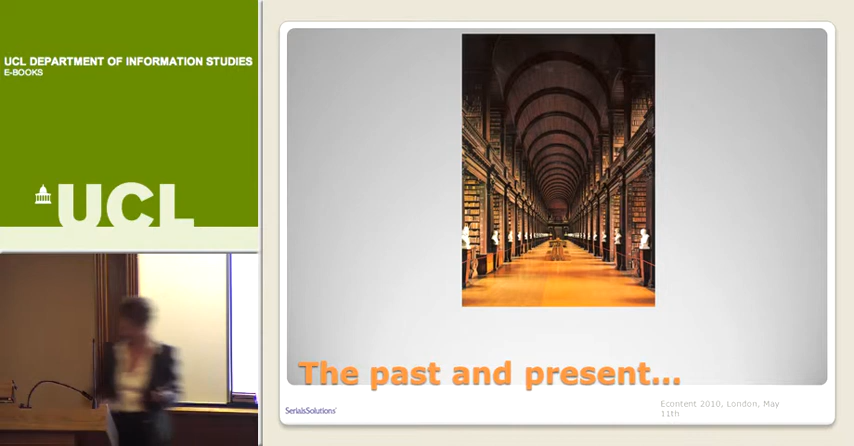 UCL DEPARTMENT OF INFORMATION STUDIES
E-BOOKS
UCL
The past and present...
SerialsSolutions
Econtent 2010, London, May
11th